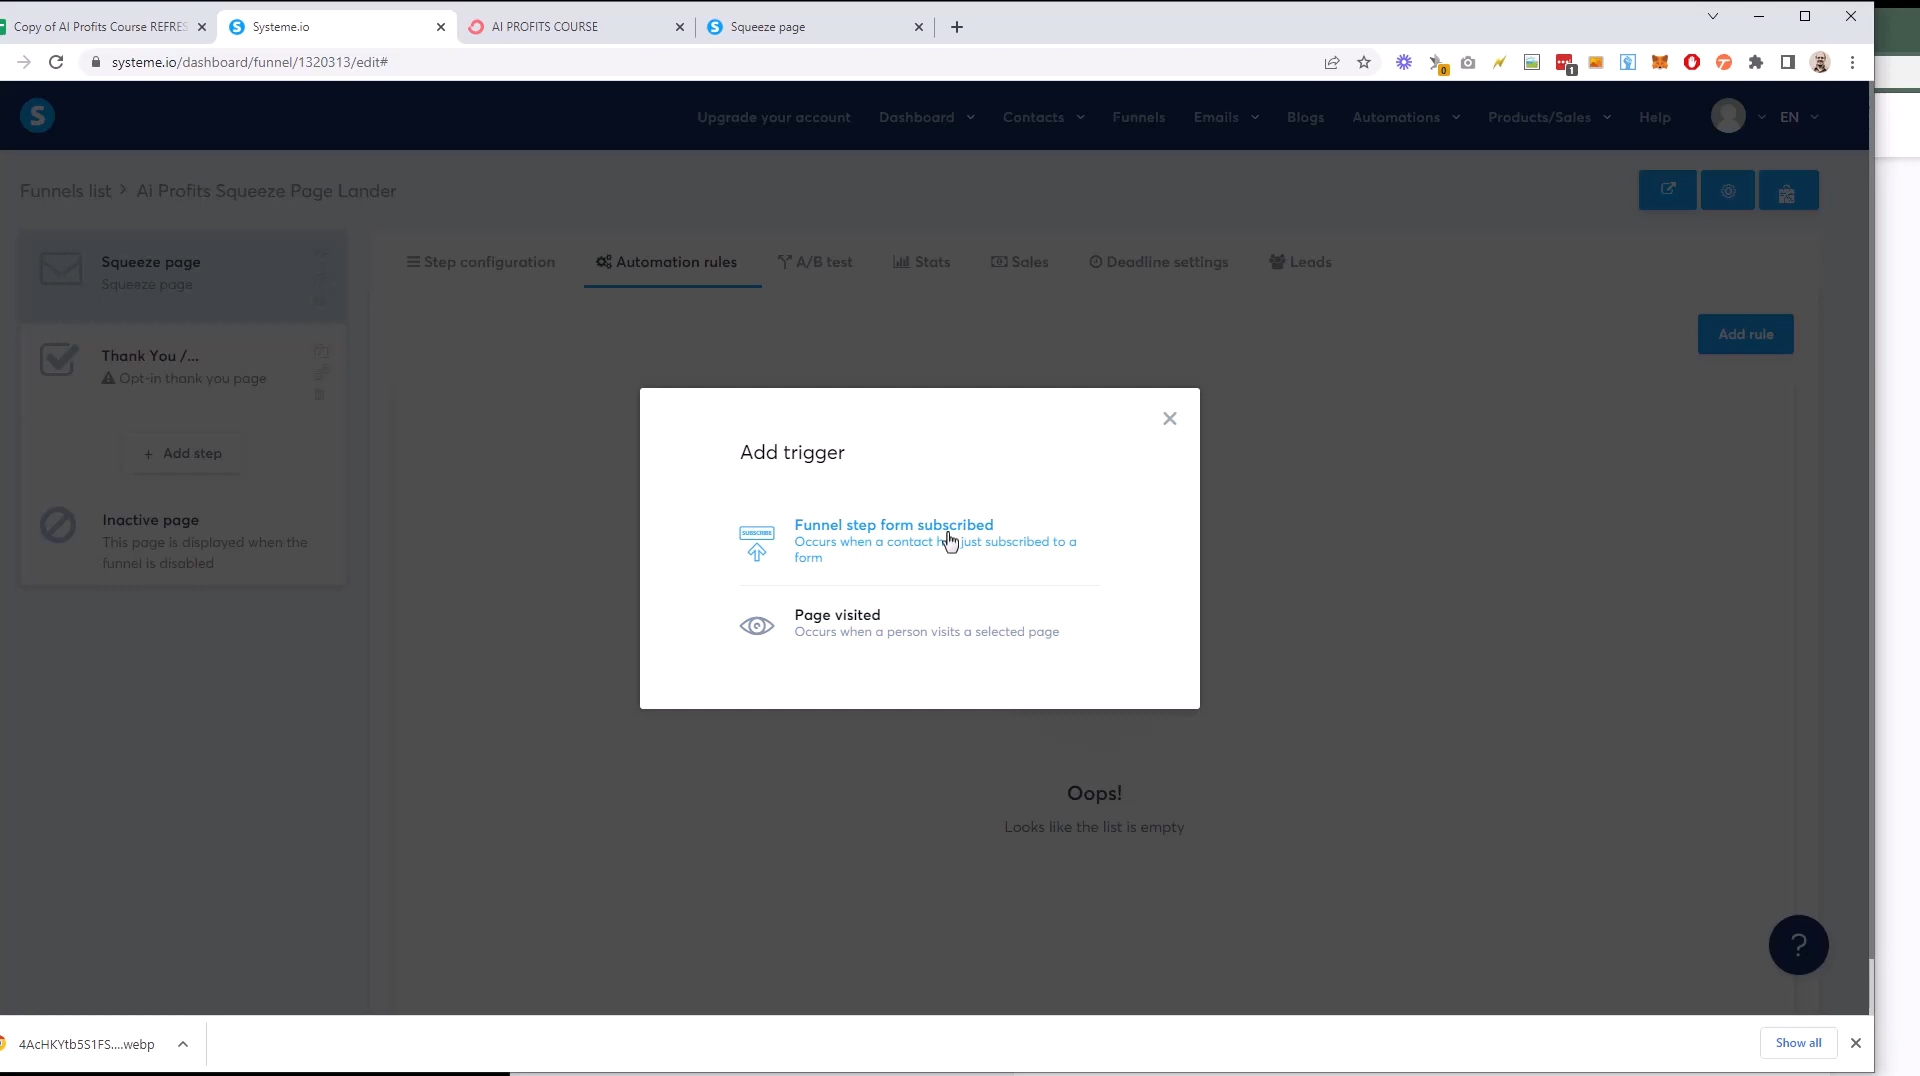 Copy of AI Profits Course REFRES
Systeme.io
AI PROFITS COURSE
Squeeze page
systeme.io/dashboard/funnel/1320313/edit#
0
1
S
Upgrade your account
Dashboard
Contacts
Funnels
Emails
Blogs
Automations
Products/Sales
Help
EN
Funnels list > Ai Profits Squeeze Page Lander
Squeeze page
Squeeze page
Thank You /...
Opt-in thank you page
+ Add step
Inactive page
This page is displayed when the
funnel is disabled
Step configuration
Automation rules
A/B test
Stats
Sales
Deadline settings
Leads
Add rule
Add trigger
SUBSCRIBE
Funnel step form subscribed
Occurs when a contact just subscribed to a
form
Page visited
Occurs when a person visits a selected page
Oops!
Looks like the list is empty
?
4AcHKYtb5S1FS....webp
Show all